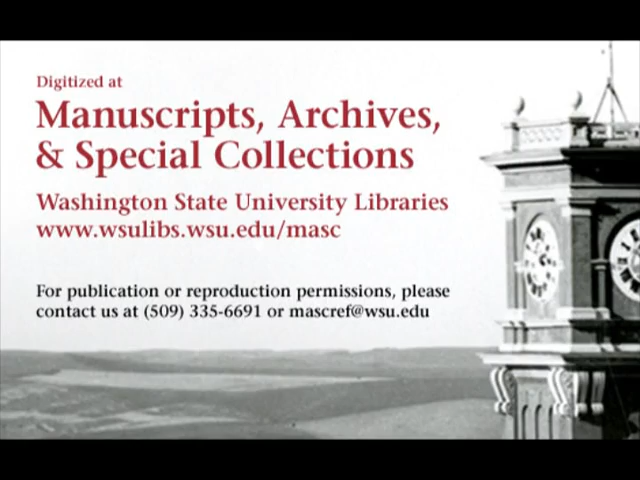 Digitized at
Manuscripts, Archives,
& Special Collections
Washington State University Libraries
www.wsulibs.wsu.edu/masc
For publication or reproduction permissions, please
contact us at (509) 335-6691 or mascref@wsu.edu